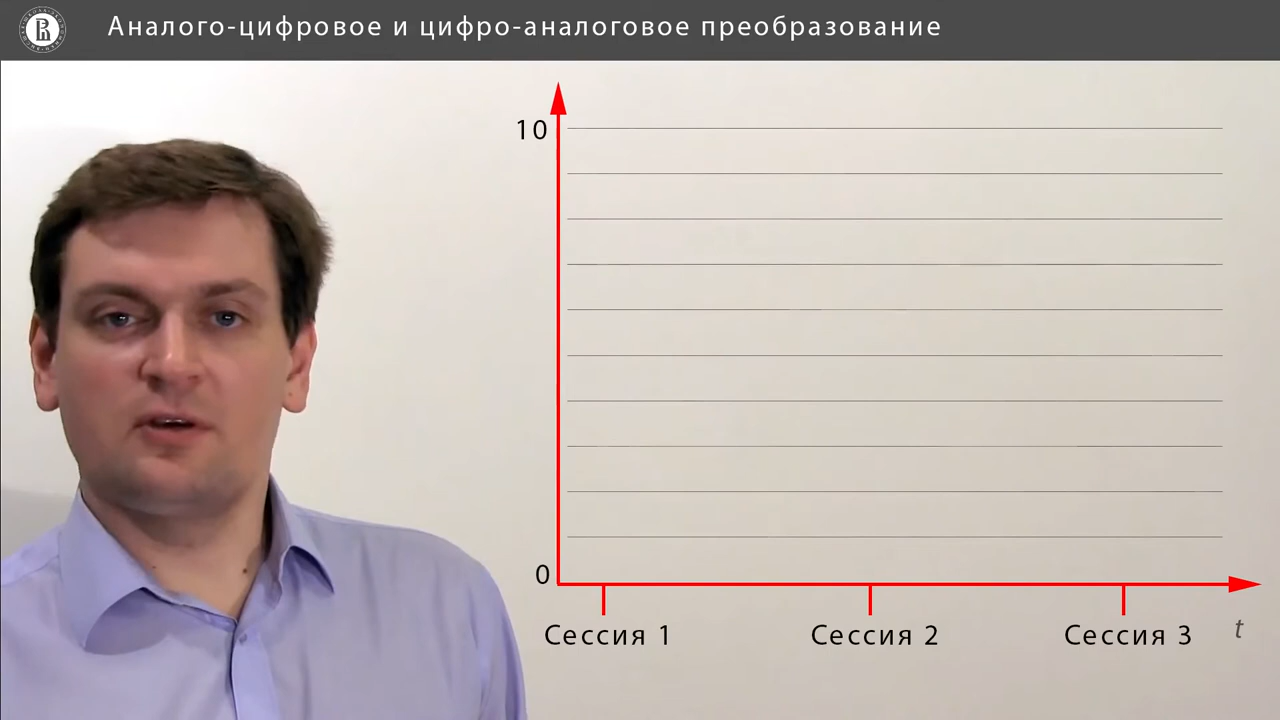 Аналого-цифровое и цифро-аналоговое преобразование
10
0
Сессия 1
Сессия 2
Сессия 3
t